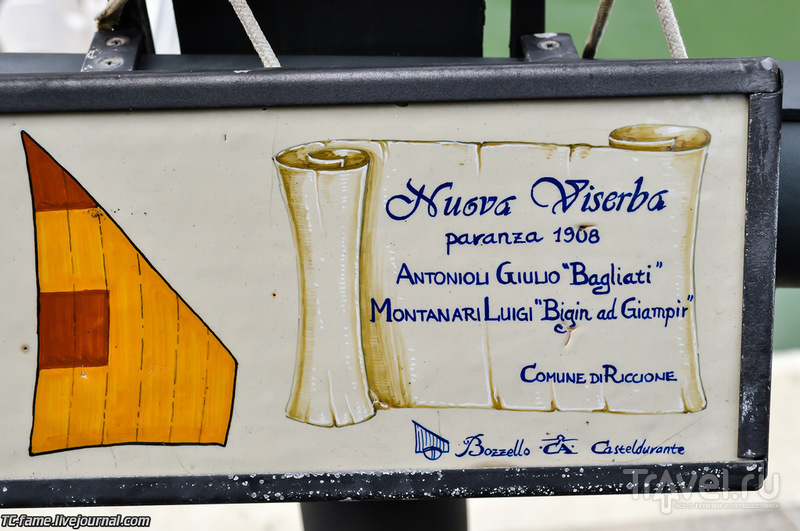 Nuova Viserba
paranza 1908
ANTONIOLI GIULIO "Bagliati"
MONTANARI LUIGI "Bigin ad Giampir"
COMUNE DI RICCIONE
Bozzello CA Casteldurante
TRAVEL.RU
TC-fame.livejournal.com